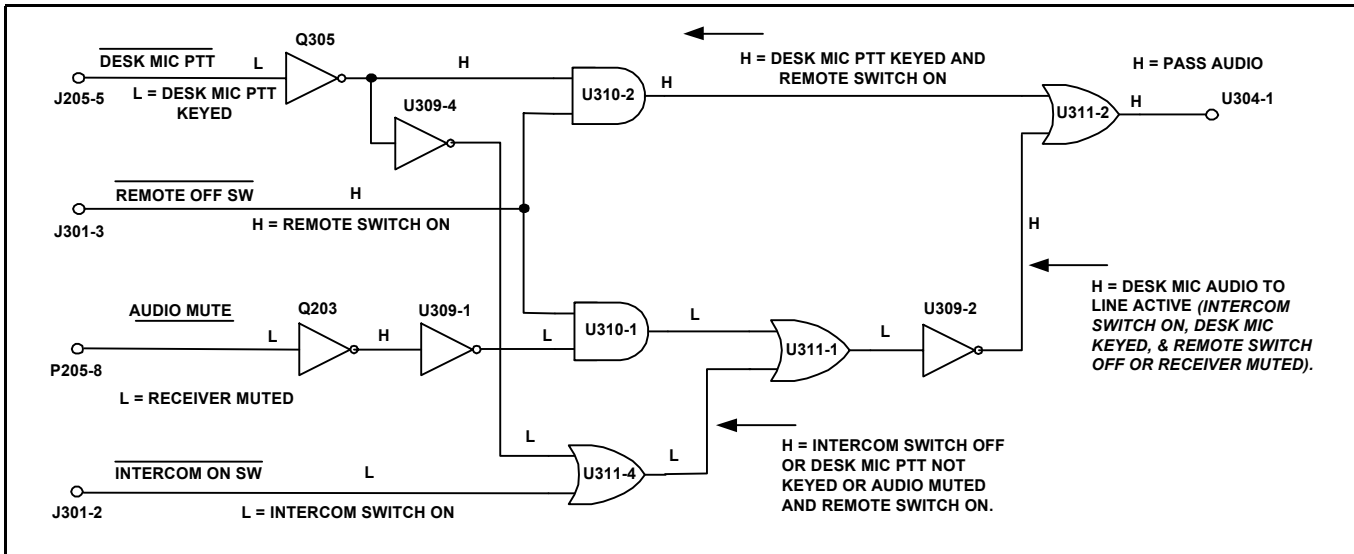 Q305
DESK MIC PTT
L
H
H = DESK MIC PTT KEYED AND
REMOTE SWITCH ON
H = PASS AUDIO
J205-5
L = DESK MIC PTT
KEYED
U309-4
U310-2
H
U311-2
H
U304-1
REMOTE OFF SW
H
J301-3
H = REMOTE SWITCH ON
H
AUDIO MUTE
Q203
U309-1
U310-1
L
U309-2
H = DESK MIC AUDIO TO
LINE ACTIVE (INTERCOM
SWITCH ON, DESK MIC
KEYED, & REMOTE SWITCH
OFF OR RECEIVER MUTED).
L
H
L
U311-1
L
P205-8
L = RECEIVER MUTED
INTERCOM ON SW
L
L
U311-4
L
H = INTERCOM SWITCH OFF
OR DESK MIC PTT NOT
KEYED OR AUDIO MUTED
AND REMOTE SWITCH ON.
J301-2
L = INTERCOM SWITCH ON